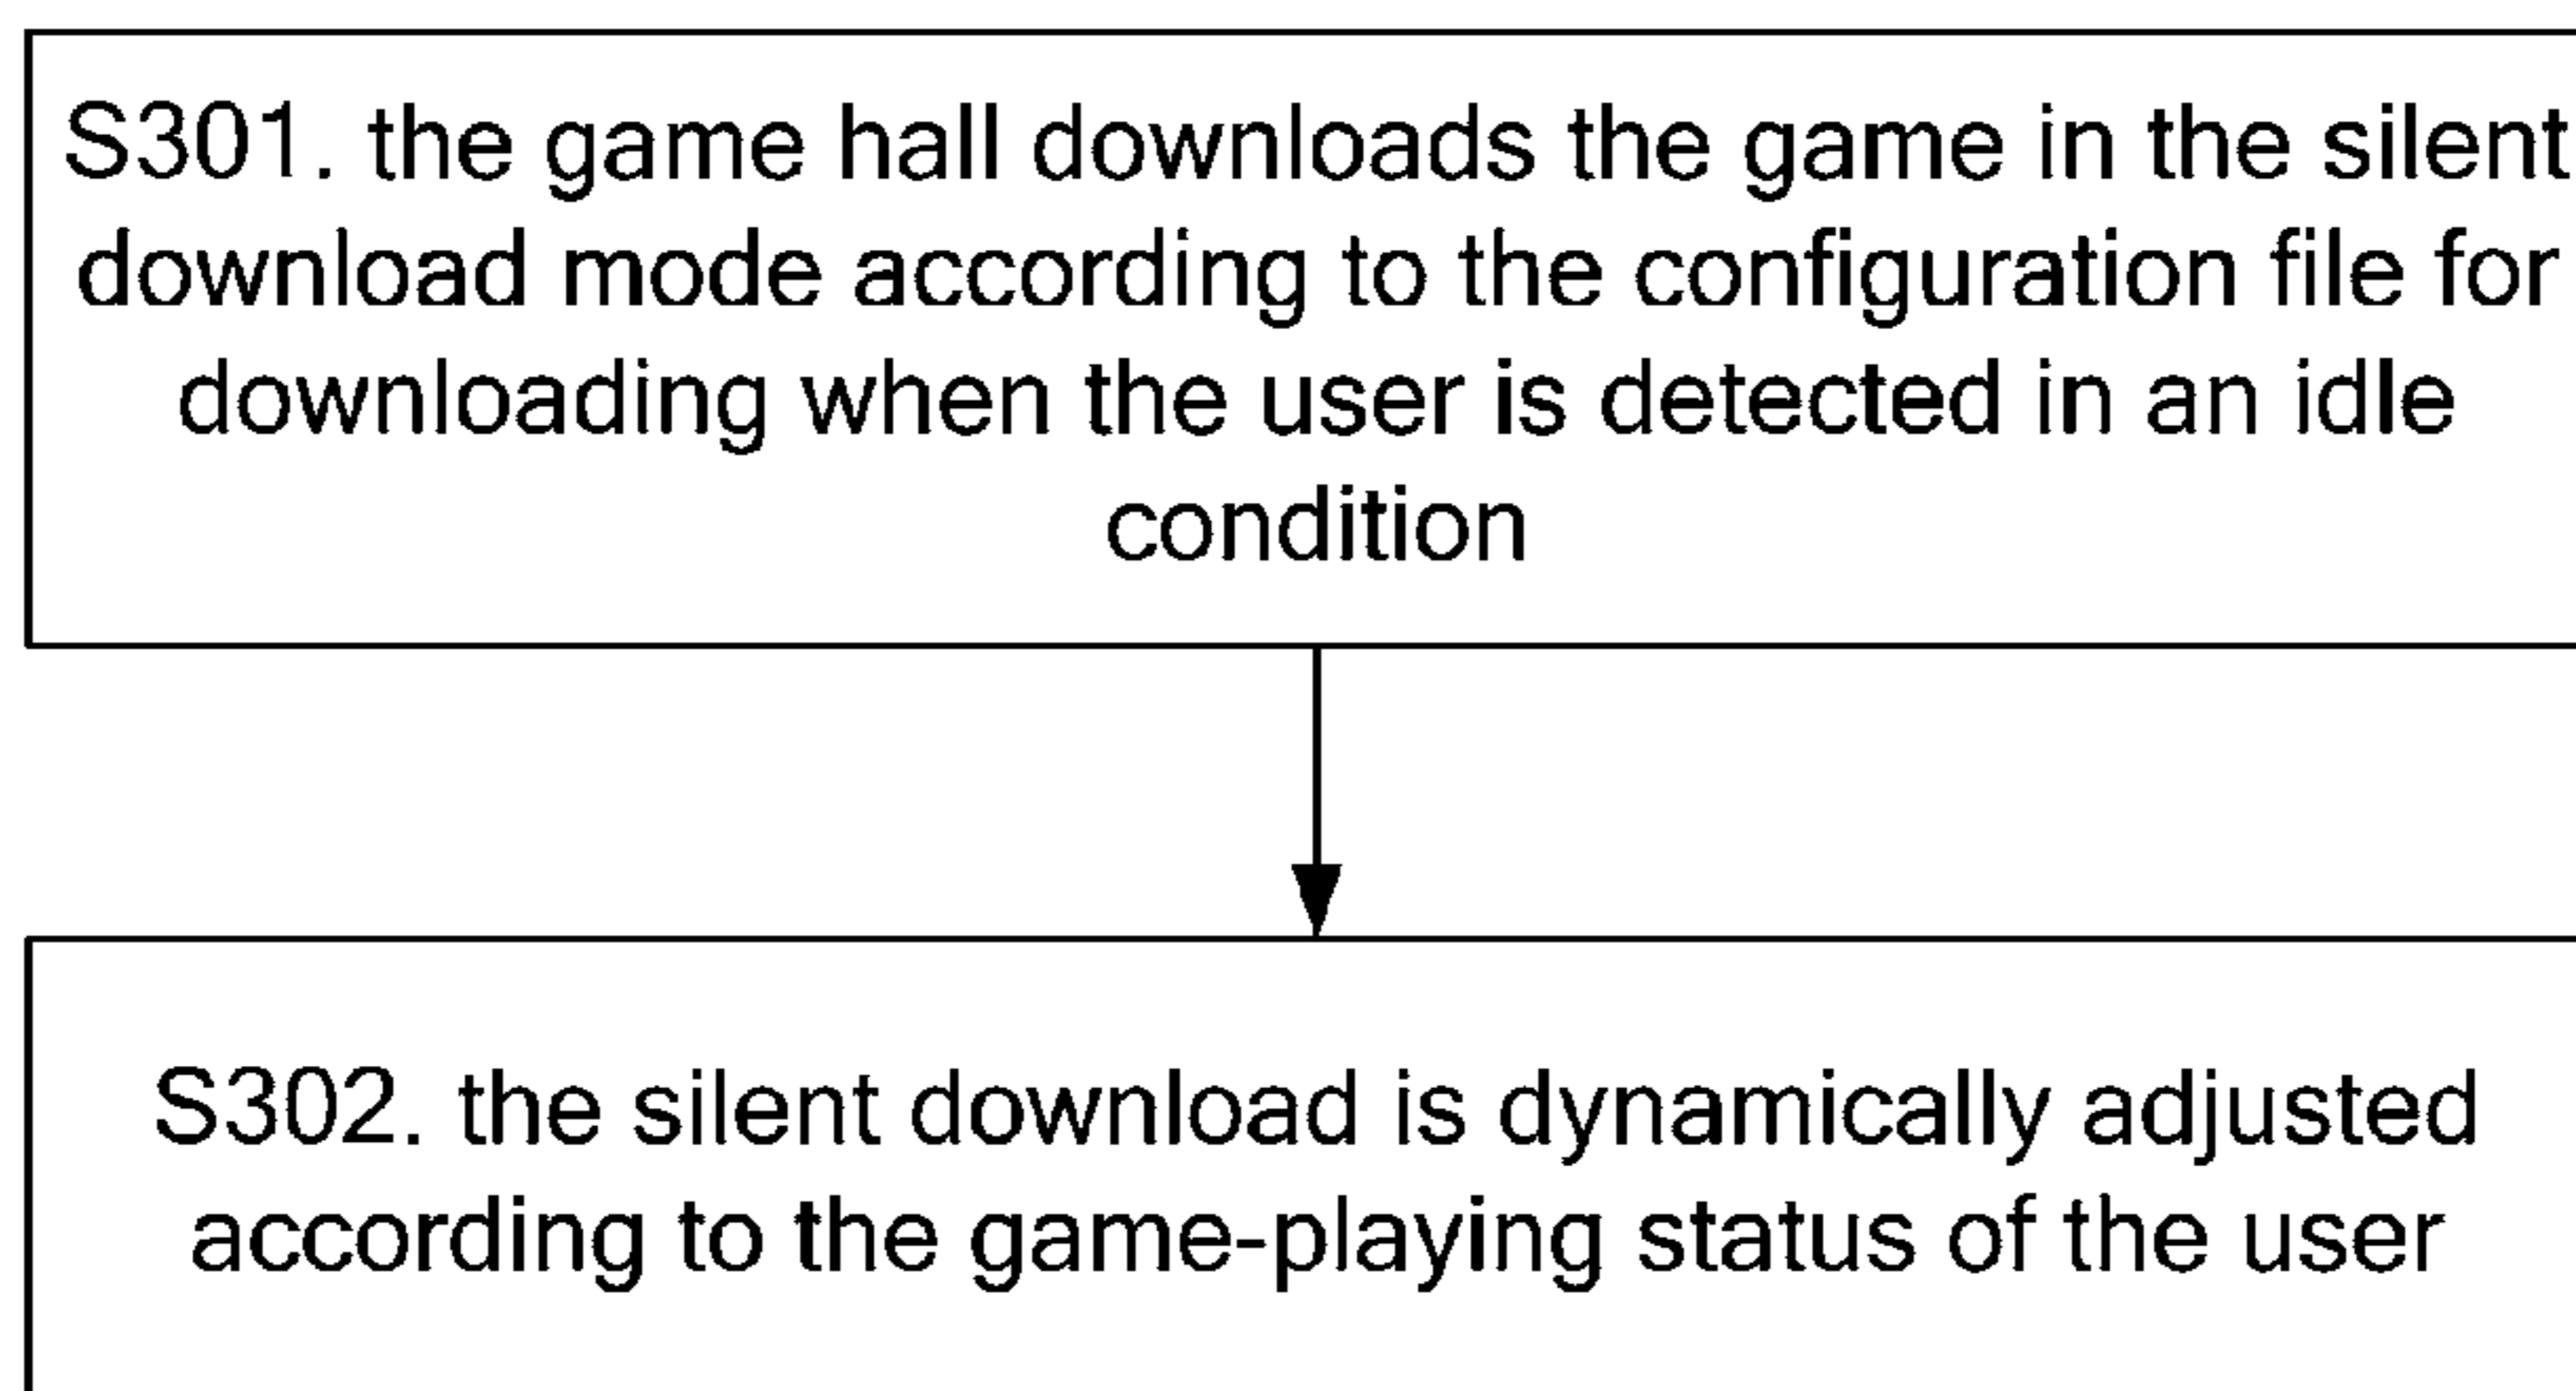 S301. the game hall downloads the game in the silent
download mode according to the configuration file for
downloading when the user is detected in an idle
condition
S302. the silent download is dynamically adjusted
according to the game-playing status of the user